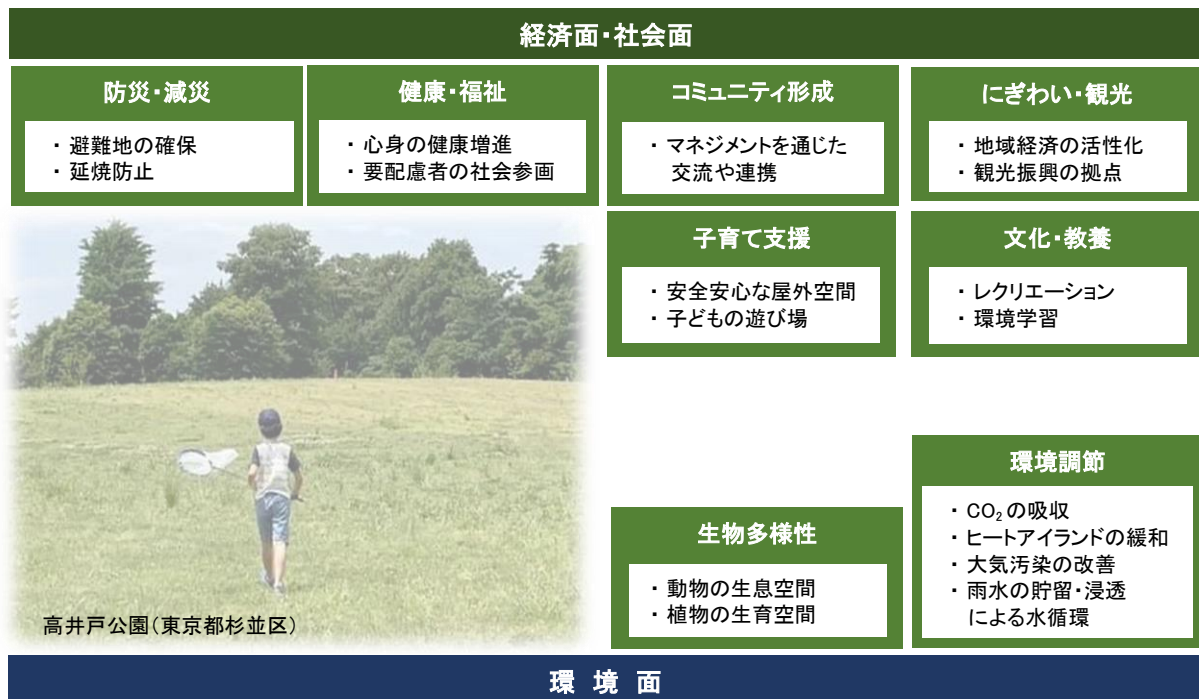 経済面・社会面
防災・減災
・ 避難地の確保
・ 延焼防止
健康・福祉
・ 心身の健康増進
・ 要配慮者の社会参画
コミュニティ形成
・ マネジメントを通じた
交流や連携
にぎわい・観光
・ 地域経済の活性化
・ 観光振興の拠点
子育て支援
・ 安全安心な屋外空間
・ 子どもの遊び場
文化・教養
・ レクリエーション
・ 環境学習
生物多様性
・ 動物の生息空間
・ 植物の生育空間
環境調節
・ CO₂の吸収
・ ヒートアイランドの緩和
・ 大気汚染の改善
・ 雨水の貯留・浸透
による水循環
高井戸公園(東京都杉並区)
環 境 面